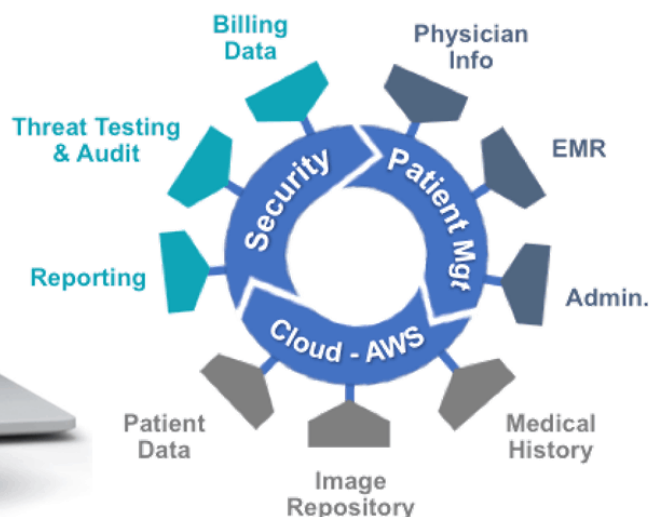 Billing
Data
Physician
Info
Threat Testing
& Audit
EMR
Security
Patient Mgt
Reporting
Admin.
Cloud - AWS
Patient
Data
Medical
History
Image
Repository